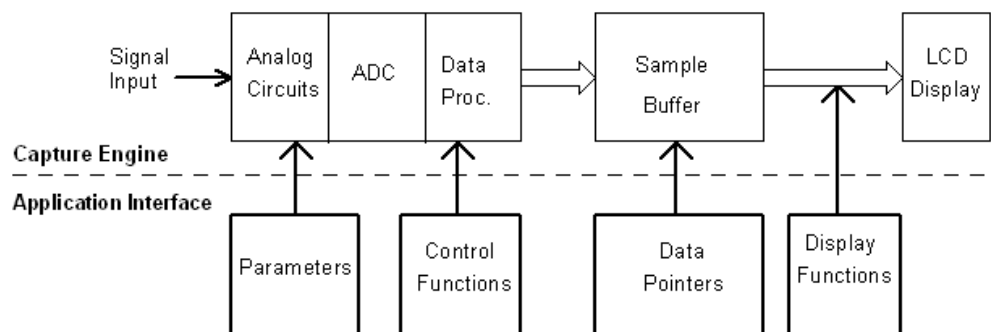 Signal
Input
Analog
Circuits
ADC
Data
Proc.
Sample
Buffer
LCD
Display
Capture Engine
Application Interface
Parameters
Control
Functions
Data
Pointers
Display
Functions